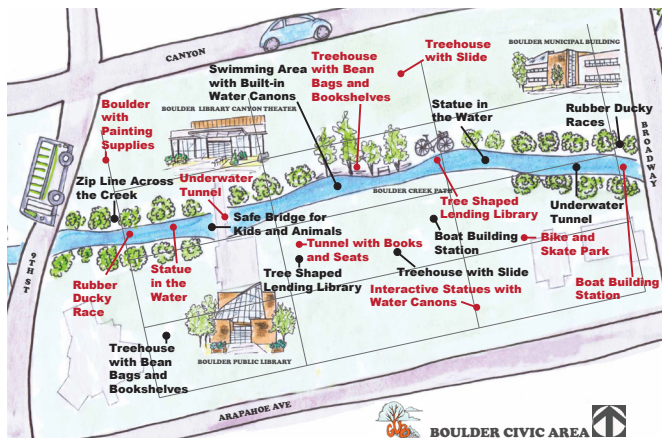 CANYON
Treehouse
with Bean
Bags and
Bookshelves
Treehouse
with Slide
BOULDER MUNICIPAL BUILDING
Swimming Area
with Built-in
Water Canons
Boulder
with
Painting
Supplies
BOULDER LIBRARY CANYON THEATER
Statue in
the Water
Rubber Ducky
Races
BROADWAY
Zip Line Across
the Creek
Underwater
Tunnel
BOULDER CREEK PATH
Tree Shaped
Lending Library
Underwater
Tunnel
Safe Bridge for
Kids and Animals
Boat Building
Station
Bike and
Skate Park
Tunnel with Books
and Seats
9TH ST
Rubber
Ducky
Race
Statue
in the
Water
Tree Shaped
Lending Library
Treehouse with Slide
Interactive Statues with
Water Canons
Boat Building
Station
Treehouse
with Bean
Bags and
Bookshelves
BOULDER PUBLIC LIBRARY
ARAPAHOE AVE
BOULDER CIVIC AREA